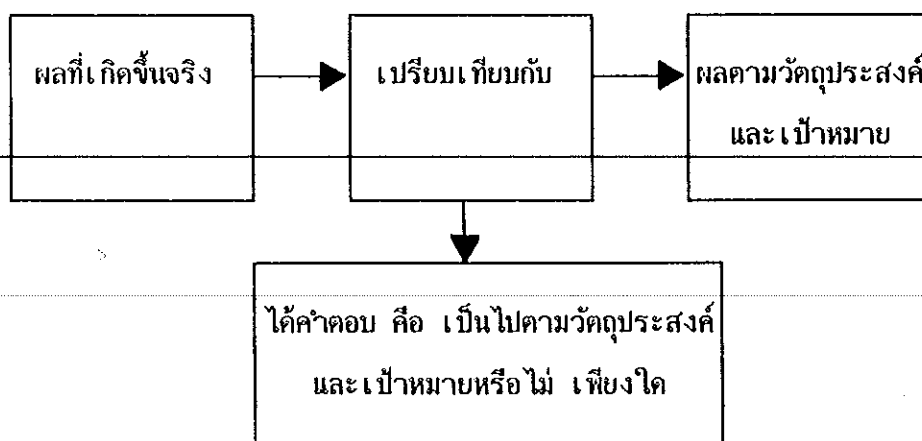 ผลที่เกิดขึ้นจริง
เปรียบเทียบกับ
ผลตามวัตถุประสงค์
และเป้าหมาย
ได้คำตอบ คือ เป็นไปตามวัตถุประสงค์
และเป้าหมายหรือไม่ เพียงใด